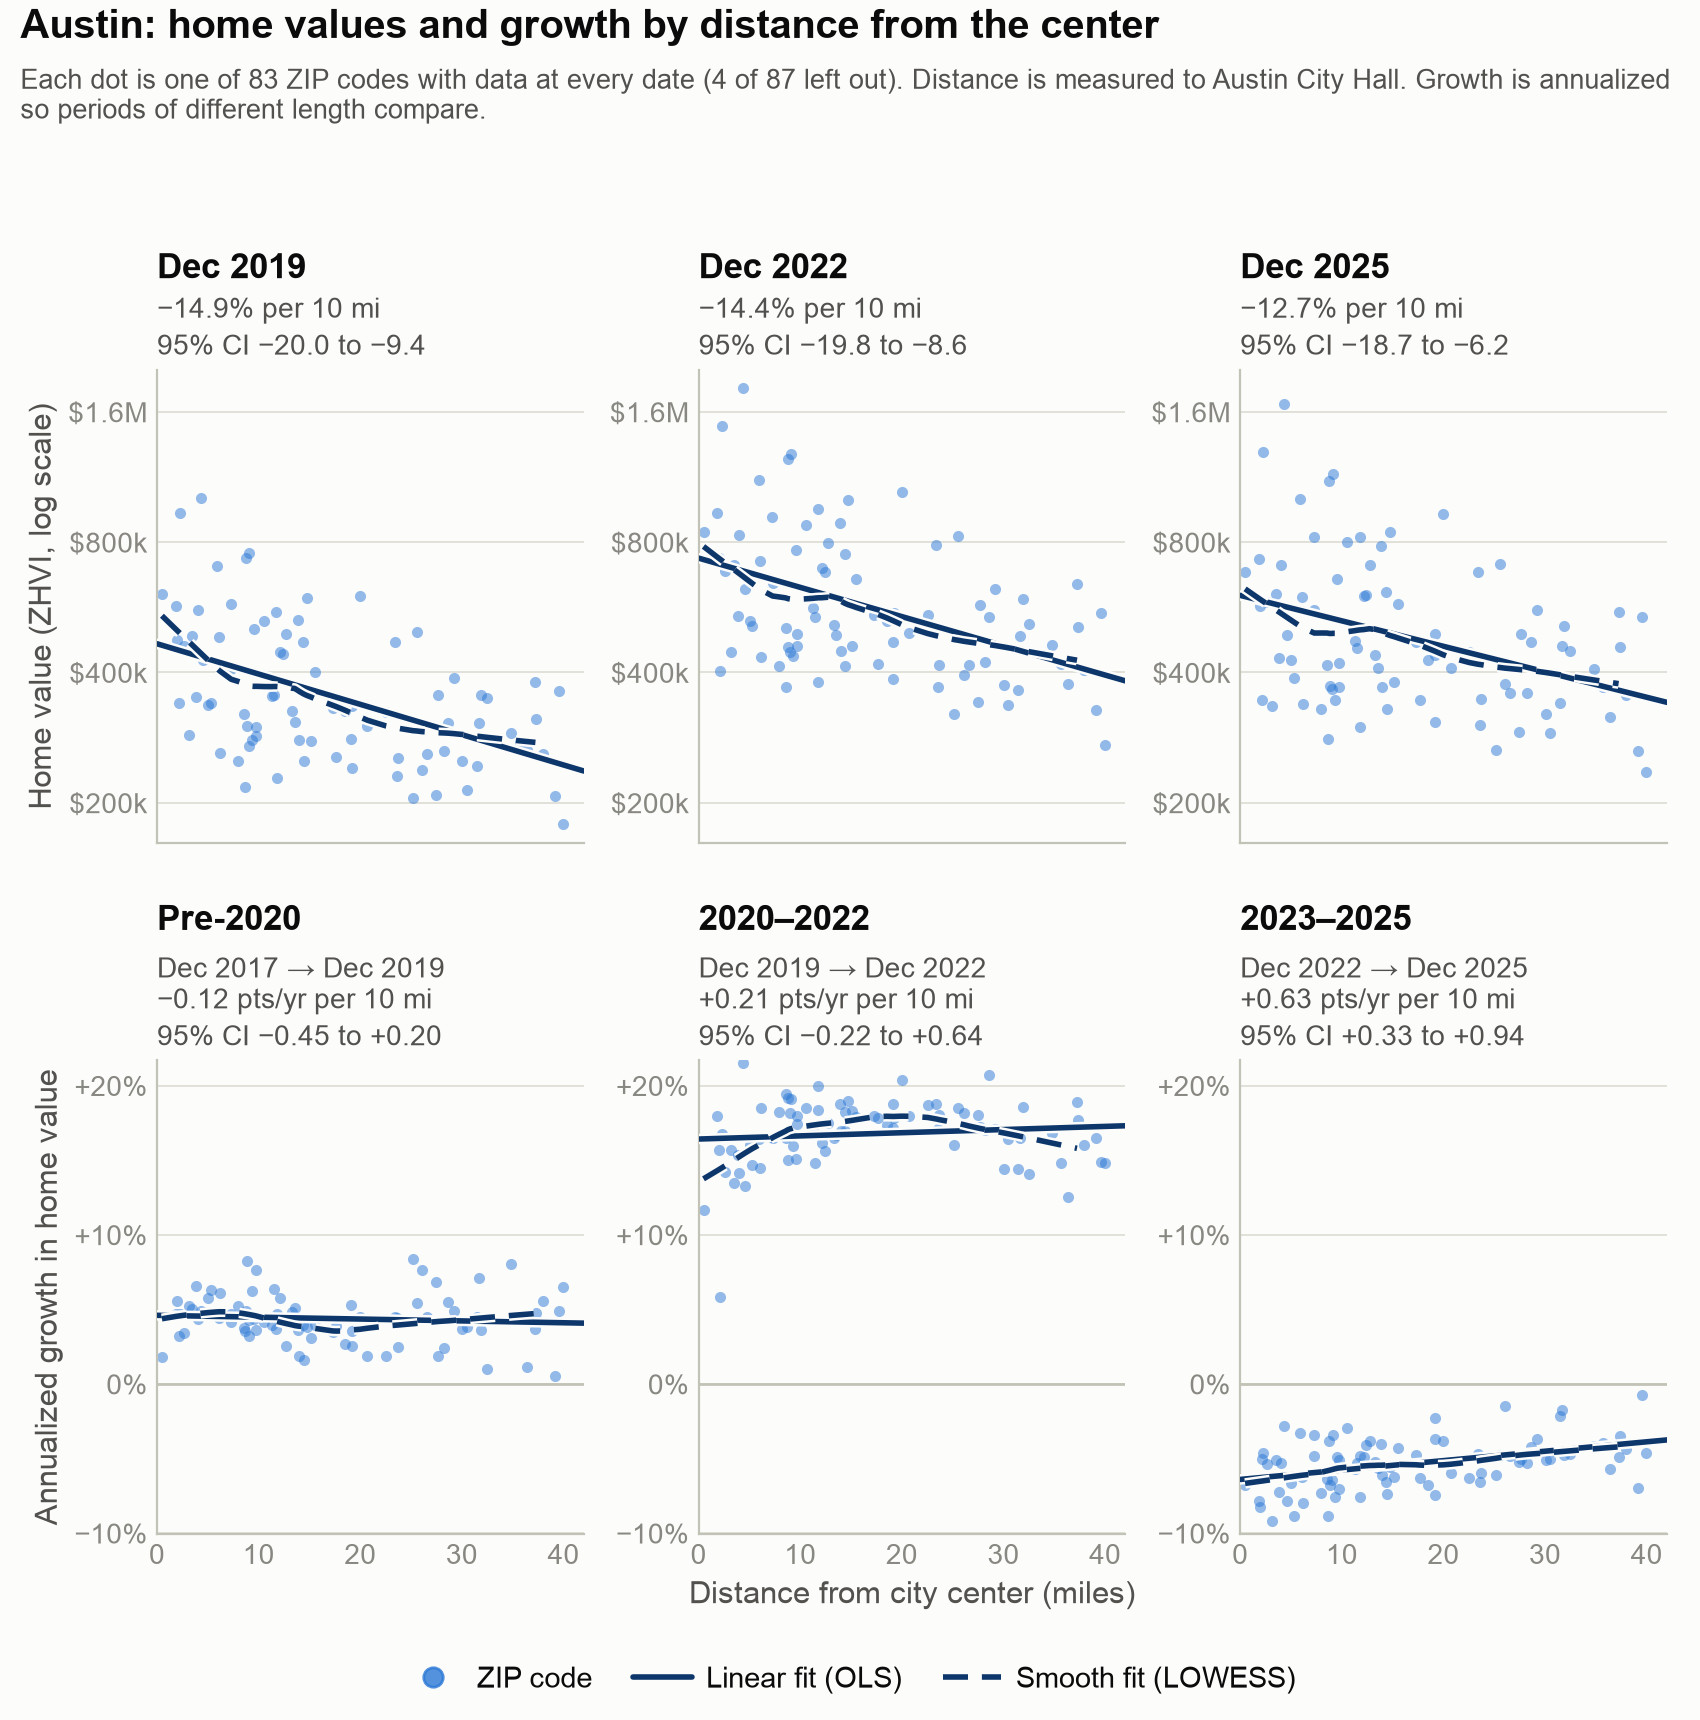 Austin: home values and growth by distance from the center
Each dot is one of 83 ZIP codes with data at every date (4 of 87 left out). Distance is measured to Austin City Hall. Growth is annualized
so periods of different length compare.
Dec 2019
−14.9% per 10 mi
95% CI −20.0 to −9.4
Dec 2022
−14.4% per 10 mi
95% CI −19.8 to −8.6
Dec 2025
−12.7% per 10 mi
95% CI −18.7 to −6.2
Home value (ZHVI, log scale)
$1.6M
$800k
$400k
$200k
$1.6M
$800k
$400k
$200k
$1.6M
$800k
$400k
$200k
Pre-2020
Dec 2017 → Dec 2019
−0.12 pts/yr per 10 mi
95% CI −0.45 to +0.20
2020–2022
Dec 2019 → Dec 2022
+0.21 pts/yr per 10 mi
95% CI −0.22 to +0.64
2023–2025
Dec 2022 → Dec 2025
+0.63 pts/yr per 10 mi
95% CI +0.33 to +0.94
Annualized growth in home value
+20%
+10%
0%
−10%
0 10 20 30 40
+20%
+10%
0%
−10%
0 10 20 30 40
+20%
+10%
0%
−10%
0 10 20 30 40
Distance from city center (miles)
ZIP code
Linear fit (OLS)
Smooth fit (LOWESS)